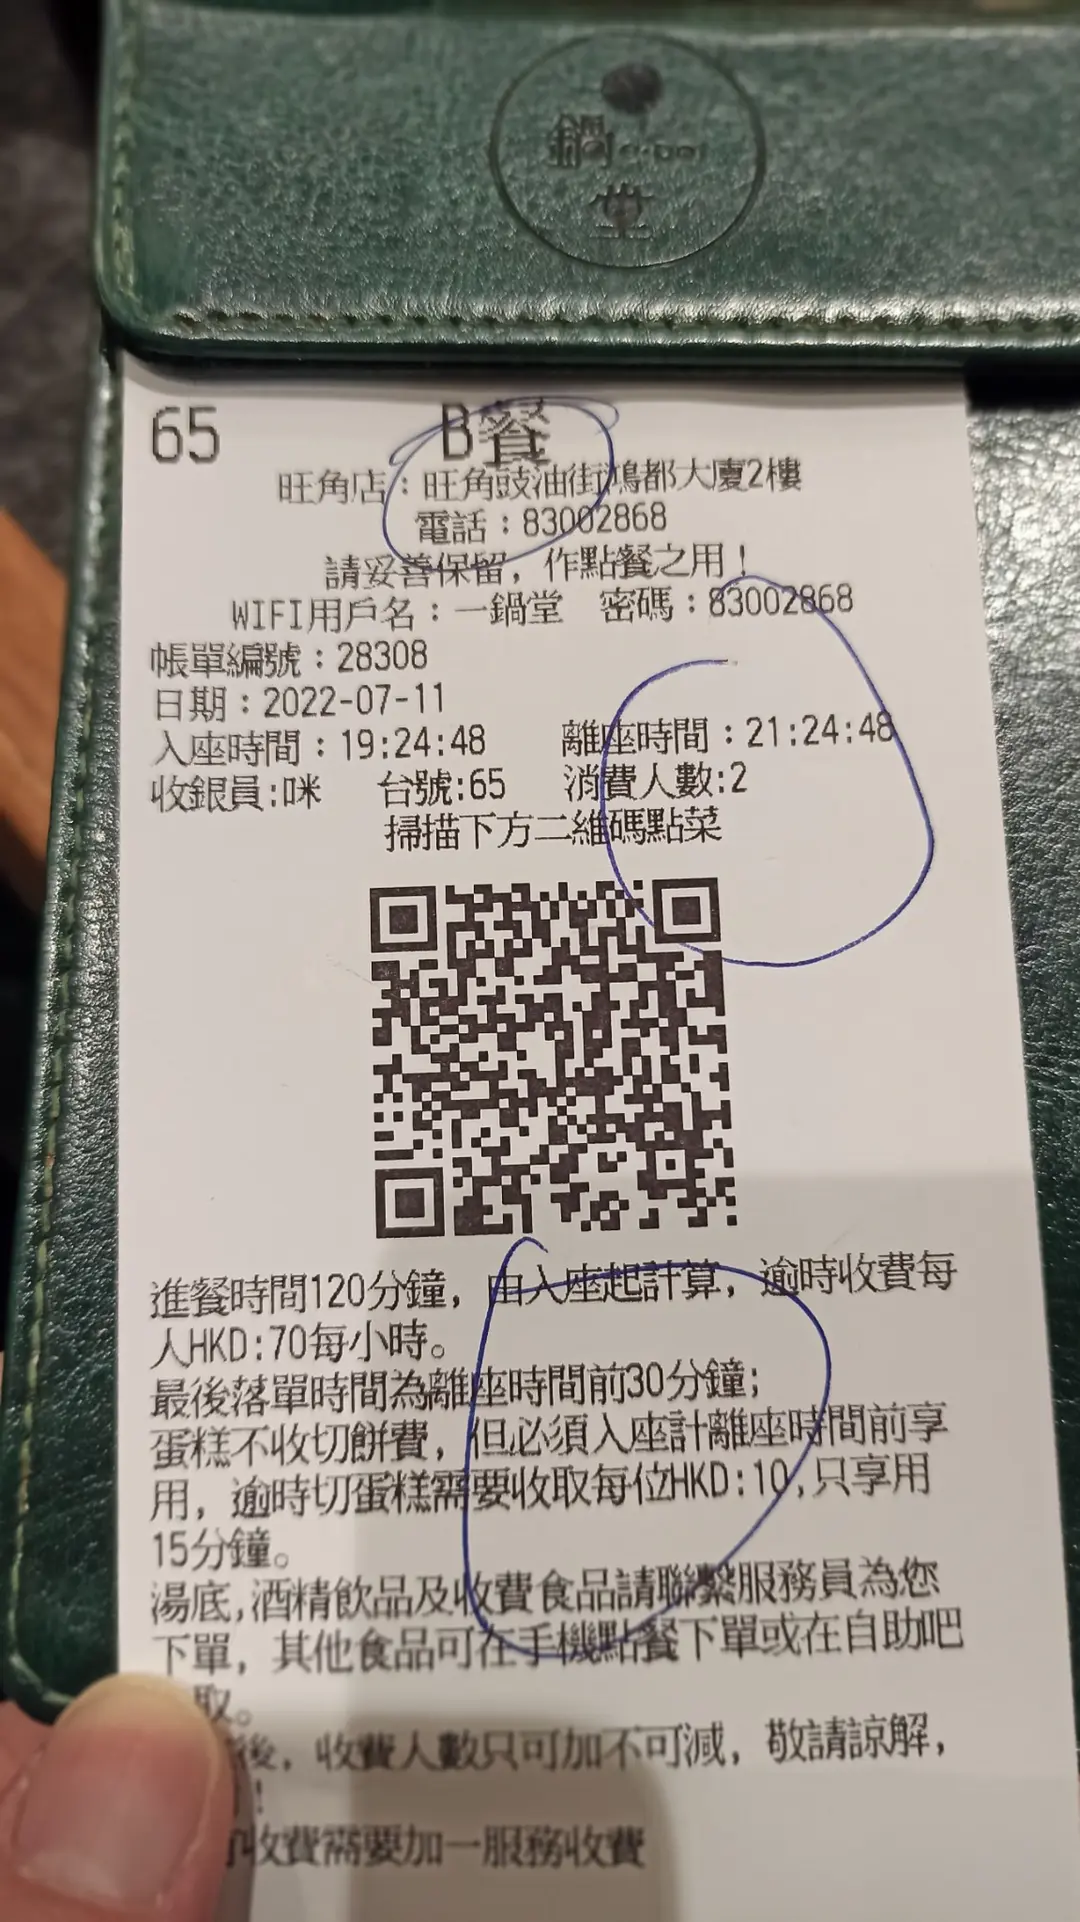 鍋
堂
65 B餐
旺角店：旺角豉油街鴻都大廈2樓
電話：83002868
請妥善保留，作點餐之用！
WIFI用戶名：一鍋堂 密碼：83002868
帳單編號：28308
日期：2022-07-11
入座時間：19:24:48 離座時間：21:24:48
收銀員:咪 台號:65 消費人數:2
掃描下方二維碼點菜
進餐時間120分鐘，由入座起計算，逾時收費每
人HKD:70每小時。
最後落單時間為離座時間前30分鐘；
蛋糕不收切餅費，但必須入座計離座時間前享
用，逾時切蛋糕需要收取每位HKD:10,只享用
15分鐘。
湯底,酒精飲品及收費食品請聯繫服務員為您
下單，其他食品可在手機點餐下單或在自助吧
取。
後，收費人數只可加不可減，敬請諒解，
！
收費需要加一服務收費